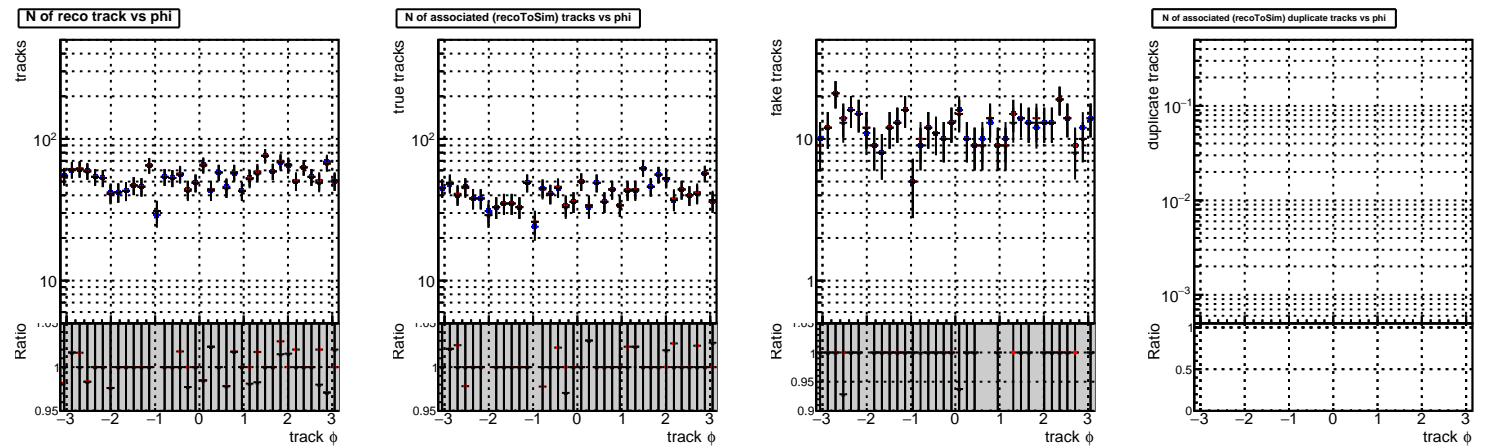 N of reco track vs phi
tracks
10²
10
Ratio
1.05
1
0.95
−3 −2 −1 0 1 2 3
track ϕ
N of associated (recoToSim) tracks vs phi
true tracks
10²
10
Ratio
1.05
1
0.95
−3 −2 −1 0 1 2 3
track ϕ
fake tracks
10
1
Ratio
1.05
1
0.95
0.9
−3 −2 −1 0 1 2 3
track ϕ
N of associated (recoToSim) duplicate tracks vs phi
duplicate tracks
10⁻¹
10⁻²
10⁻³
Ratio
1
0.5
0
−3 −2 −1 0 1 2 3
track ϕ